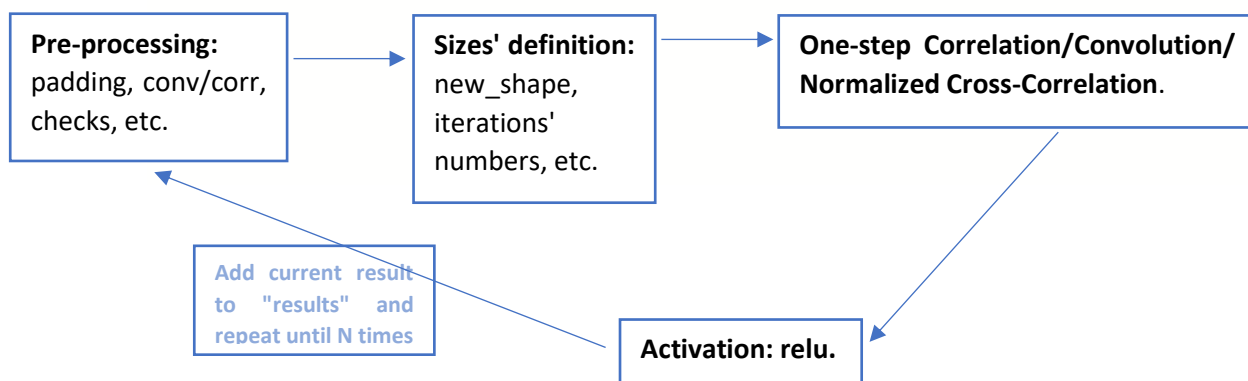 Pre-processing:
padding, conv/corr,
checks, etc.
Sizes' definition:
new_shape,
iterations'
numbers, etc.
One-step Correlation/Convolution/
Normalized Cross-Correlation.
Add current result
to "results" and
repeat until N times
Activation: relu.